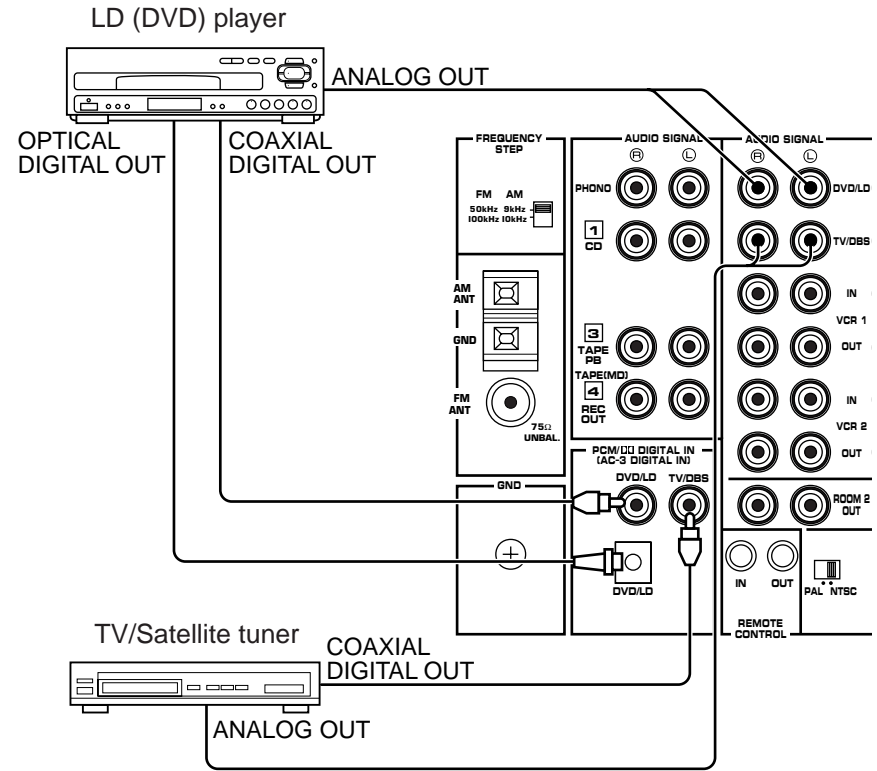 LD (DVD) player
ANALOG OUT
OPTICAL
DIGITAL OUT
COAXIAL
DIGITAL OUT
FREQUENCY
STEP
FM AM
50kHz 9kHz
100kHz 10kHz
AM
ANT
GND
FM
ANT
75Ω
UNBAL.
GND
AUDIO SIGNAL
R L
PHONO
1
CD
3
TAPE
PB
TAPE(MD)
4
REC
OUT
PCM/DD DIGITAL IN
(AC-3 DIGITAL IN)
DVD/LD TV/DBS
DVD/LD
AUDIO SIGNAL
R L
DVD/LD
TV/DBS
IN
VCR 1
OUT
IN
VCR 2
OUT
ROOM 2
OUT
IN OUT
REMOTE
CONTROL
PAL NTSC
TV/Satellite tuner
COAXIAL
DIGITAL OUT
ANALOG OUT